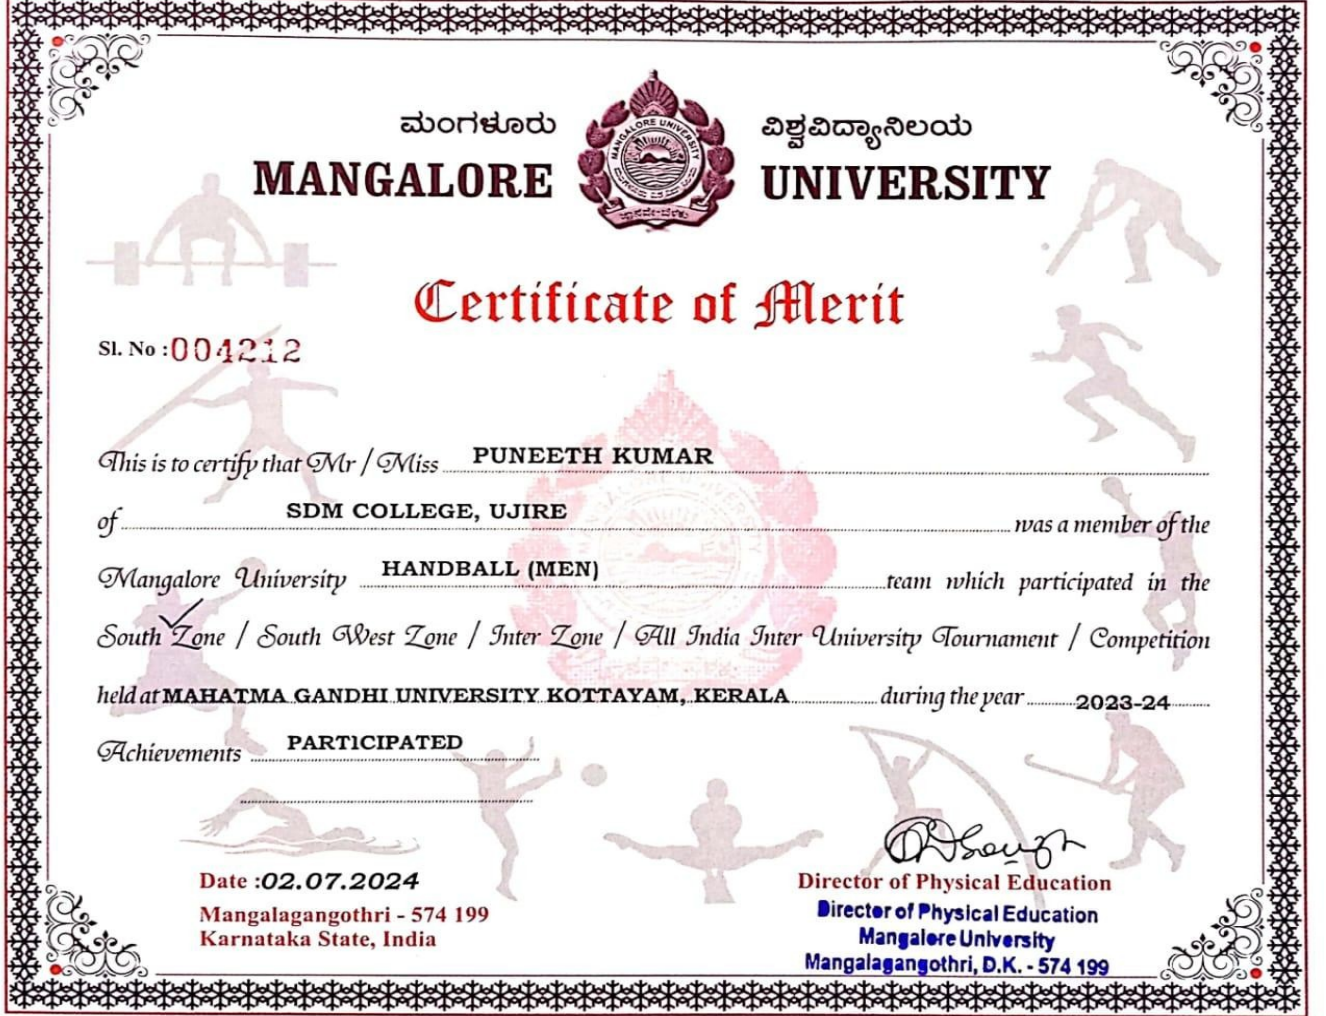 ಮಂಗಳೂರು ವಿಶ್ವವಿದ್ಯಾನಿಲಯ
MANGALORE UNIVERSITY
MANGALORE UNIVERSITY
Certificate of Merit
Sl. No :004212
This is to certify that Mr / Miss PUNEETH KUMAR
of SDM COLLEGE, UJIRE was a member of the
Mangalore University HANDBALL (MEN) team which participated in the
South Zone / South West Zone / Inter Zone / All India Inter University Tournament / Competition
held at MAHATMA GANDHI UNIVERSITY KOTTAYAM, KERALA during the year 2023-24
Achievements PARTICIPATED
Date :02.07.2024
Mangalagangothri - 574 199
Karnataka State, India
Director of Physical Education
Director of Physical Education
Mangalore University
Mangalagangothri, D.K. - 574 199